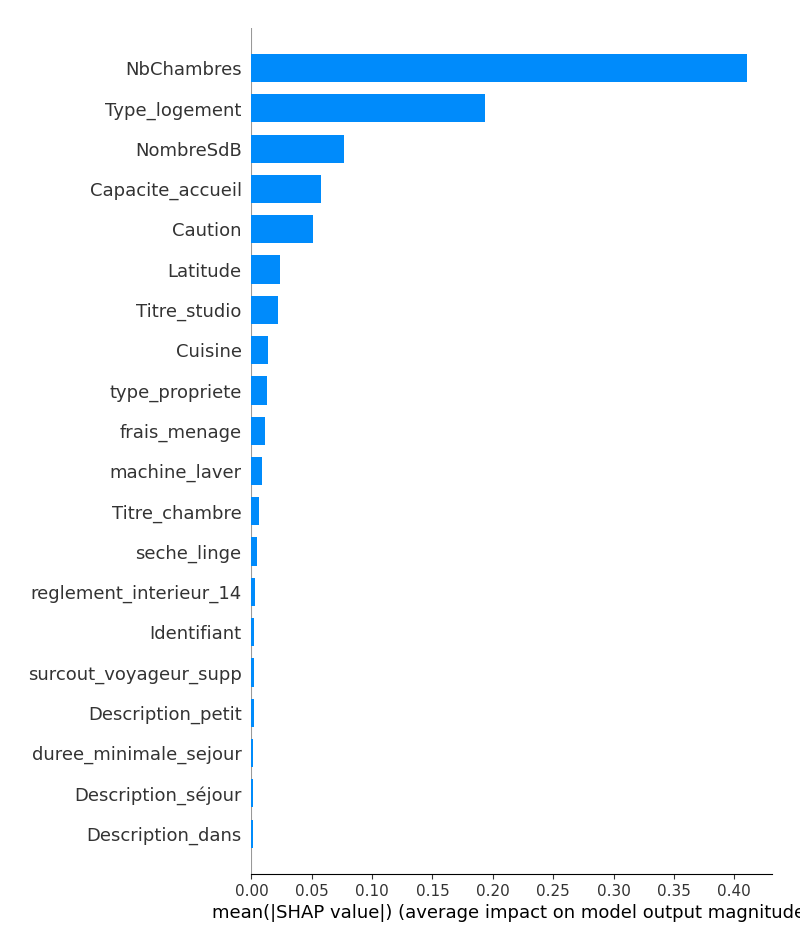 NbChambres
Type_logement
NombreSdB
Capacite_accueil
Caution
Latitude
Titre_studio
Cuisine
type_propriete
frais_menage
machine_laver
Titre_chambre
seche_linge
reglement_interieur_14
Identifiant
surcout_voyageur_supp
Description_petit
duree_minimale_sejour
Description_séjour
Description_dans
0.00 0.05 0.10 0.15 0.20 0.25 0.30 0.35 0.40
mean(|SHAP value|) (average impact on model output magnitude